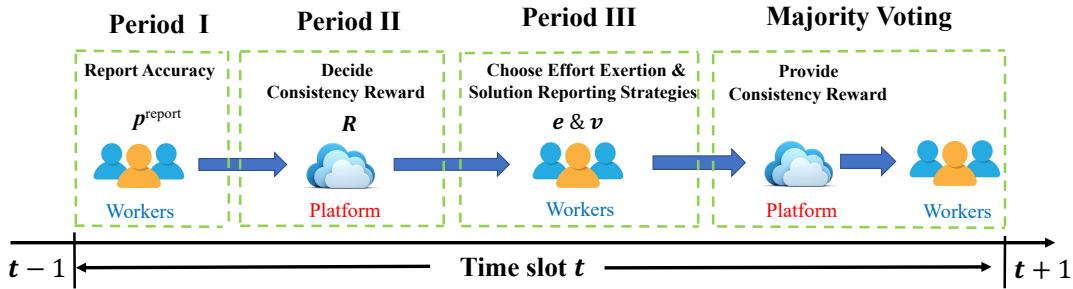 Period I
Period II
Period III
Majority Voting
Report Accuracy
p^report
Workers
Decide
Consistency Reward
R
Platform
Choose Effort Exertion &
Solution Reporting Strategies
e & v
Workers
Provide
Consistency Reward
Platform
Workers
t − 1
Time slot t
t + 1